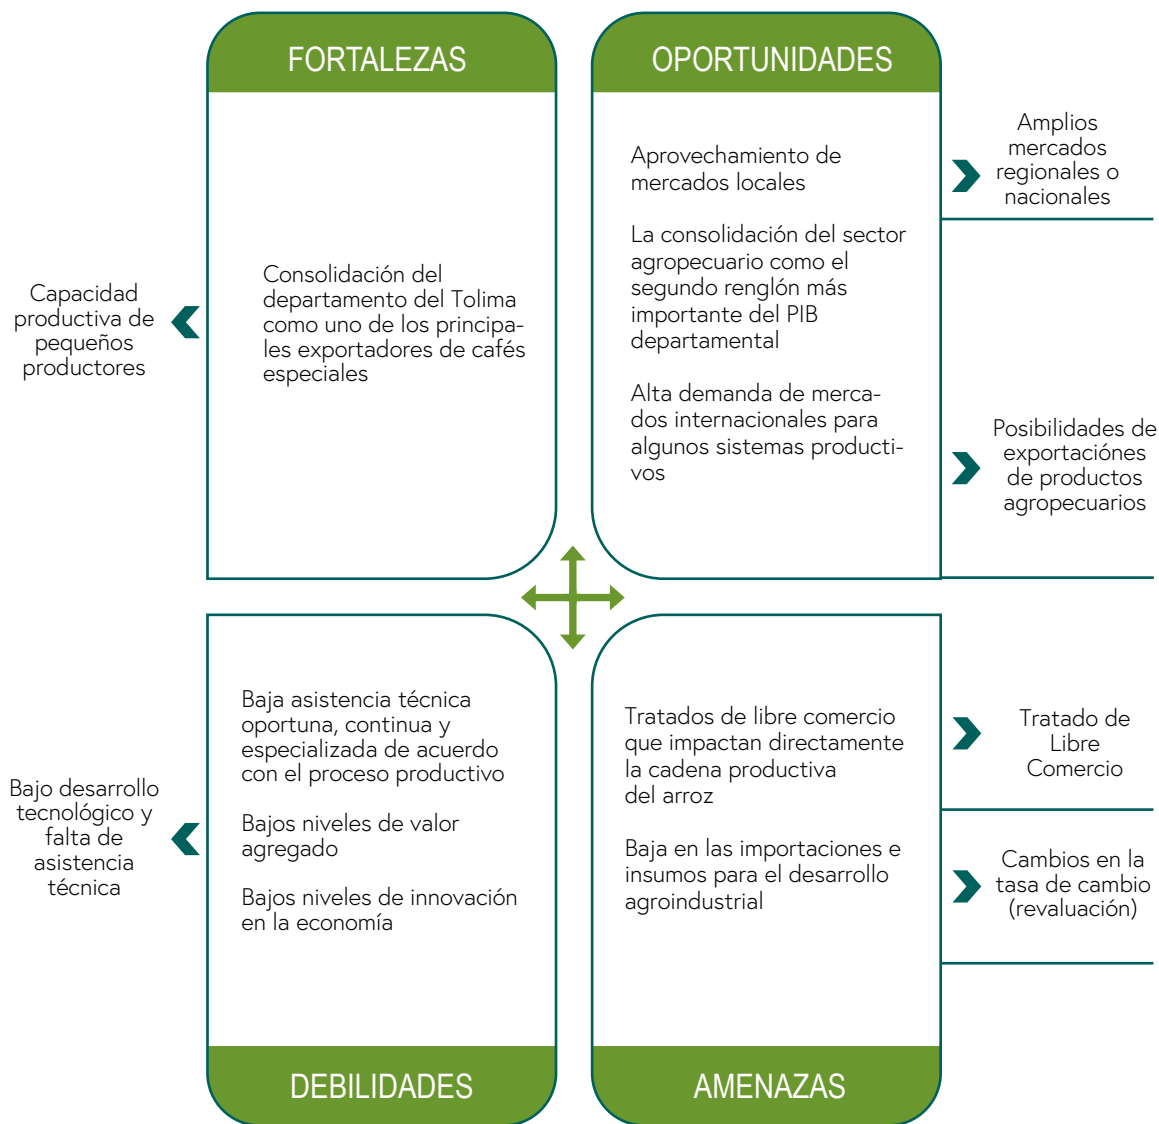 FORTALEZAS
Capacidad
productiva de
pequeños
productores
Consolidación del
departamento del Tolima
como uno de los principa-
les exportadores de cafés
especiales
OPORTUNIDADES
Aprovechamiento de
mercados locales
La consolidación del sector
agropecuario como el
segundo renglón más
importante del PIB
departamental
Alta demanda de merca-
dos internacionales para
algunos sistemas producti-
vos
Amplios
mercados
regionales o
nacionales
Posibilidades de
exportaciónes
de productos
agropecuarios
Bajo desarrollo
tecnológico y
falta de
asistencia
técnica
Baja asistencia técnica
oportuna, continua y
especializada de acuerdo
con el proceso productivo
Bajos niveles de valor
agregado
Bajos niveles de innovación
en la economía
DEBILIDADES
Tratados de libre comercio
que impactan directamente
la cadena productiva
del arroz
Baja en las importaciones e
insumos para el desarrollo
agroindustrial
Tratado de
Libre
Comercio
Cambios en la
tasa de cambio
(revaluación)
AMENAZAS